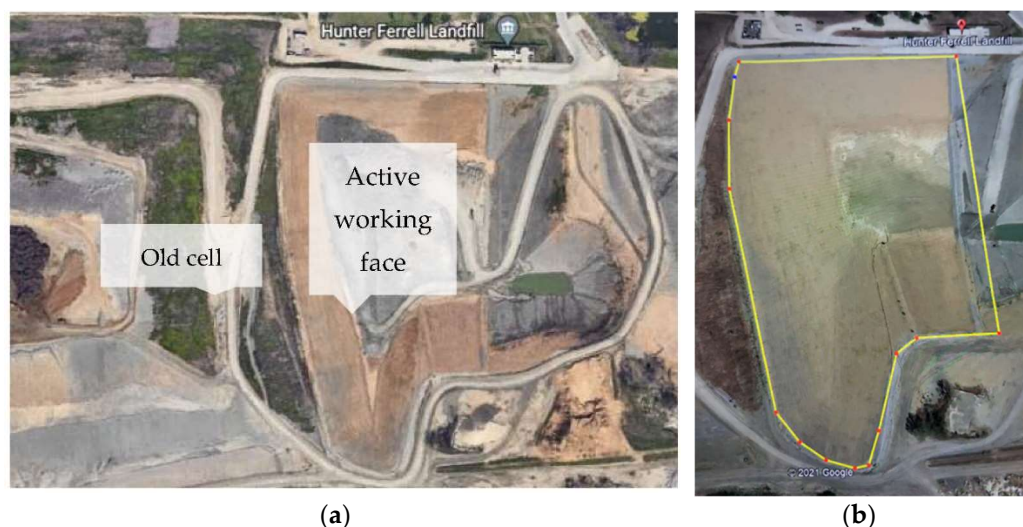 Hunter Ferrell Landfill
Active
working
face
Old cell
Hunter Ferrell Landfill
© 2021 Google
(a)
(b)